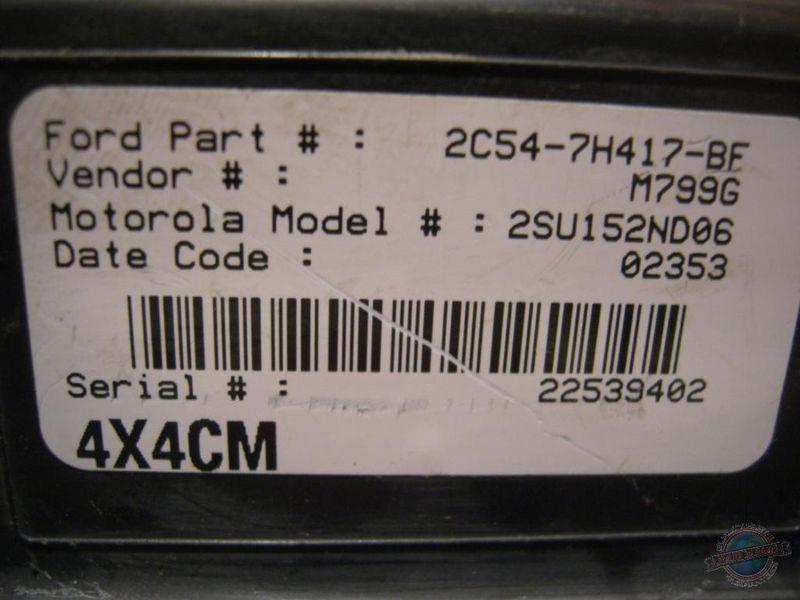 Ford Part # : 2C54-7H417-BF
Vendor # : M799G
Motorola Model # : 2SU152ND06
Date Code : 02353
Serial # : 22539402
4X4CM